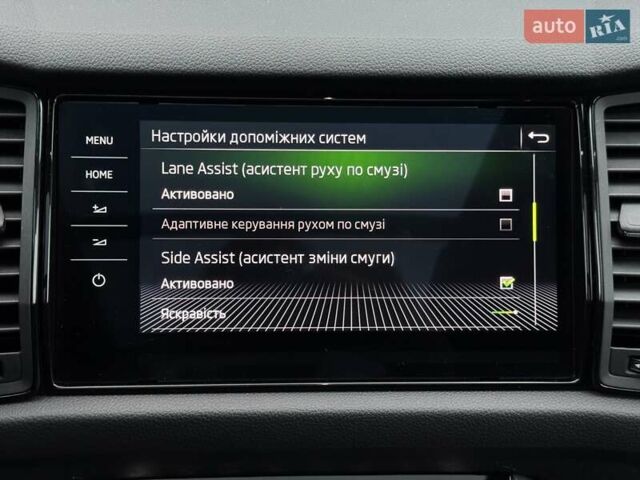 auto RIA.com
MENU
HOME
Настройки допоміжних систем
Lane Assist (асистент руху по смузі)
Активовано
Адаптивне керування рухом по смузі
Side Assist (асистент зміни смуги)
Активовано
Яскравість